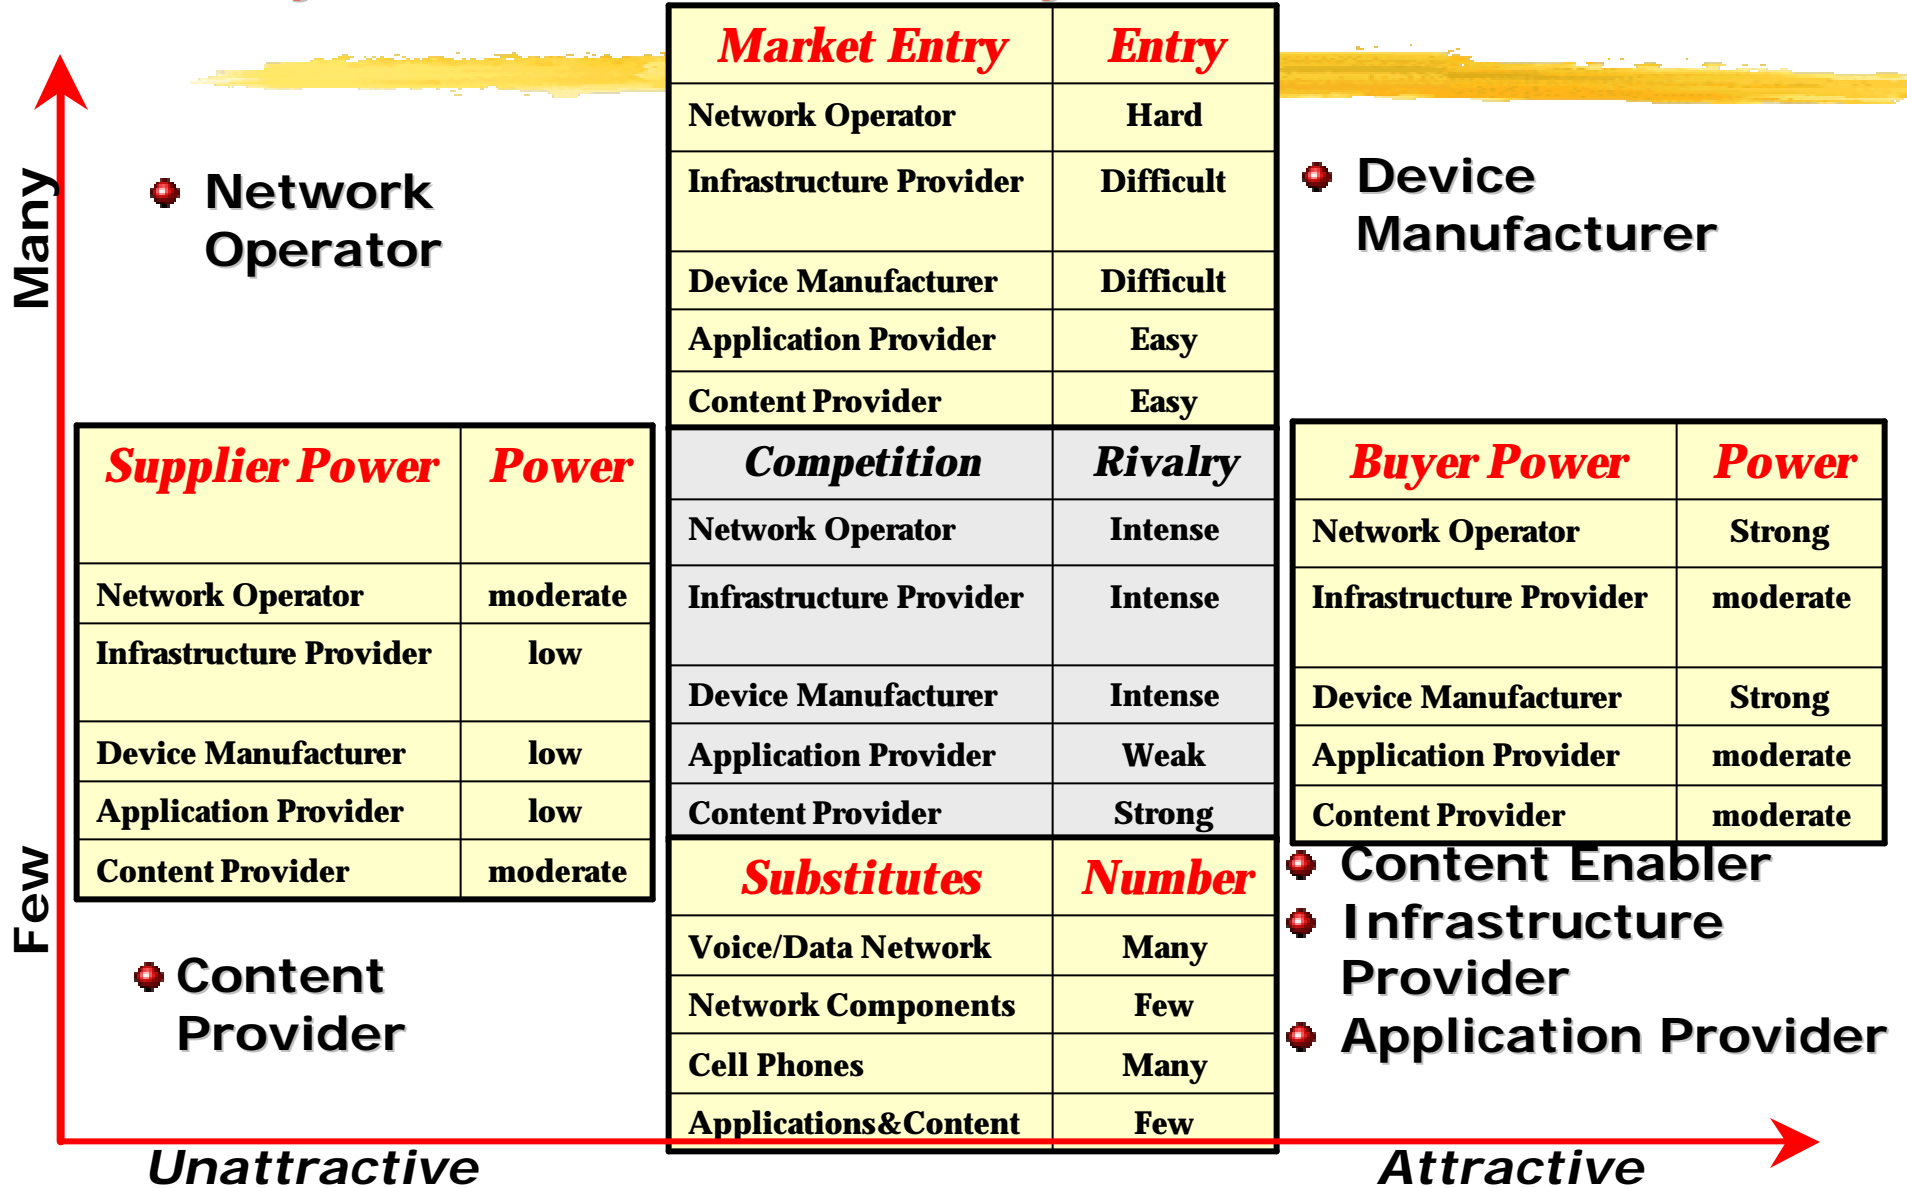 Market Entry Entry
Network Operator Hard
Infrastructure Provider Difficult
Device Manufacturer Difficult
Application Provider Easy
Content Provider Easy
Many
Network
Operator
Device
Manufacturer
Supplier Power Power
Network Operator moderate
Infrastructure Provider low
Device Manufacturer low
Application Provider low
Content Provider moderate
Competition Rivalry
Network Operator Intense
Infrastructure Provider Intense
Device Manufacturer Intense
Application Provider Weak
Content Provider Strong
Buyer Power Power
Network Operator Strong
Infrastructure Provider moderate
Device Manufacturer Strong
Application Provider moderate
Content Provider moderate
Few
Content
Provider
Substitutes Number
Voice/Data Network Many
Network Components Few
Cell Phones Many
Applications&Content Few
Content Enabler
Infrastructure
Provider
Application Provider
Unattractive
Attractive